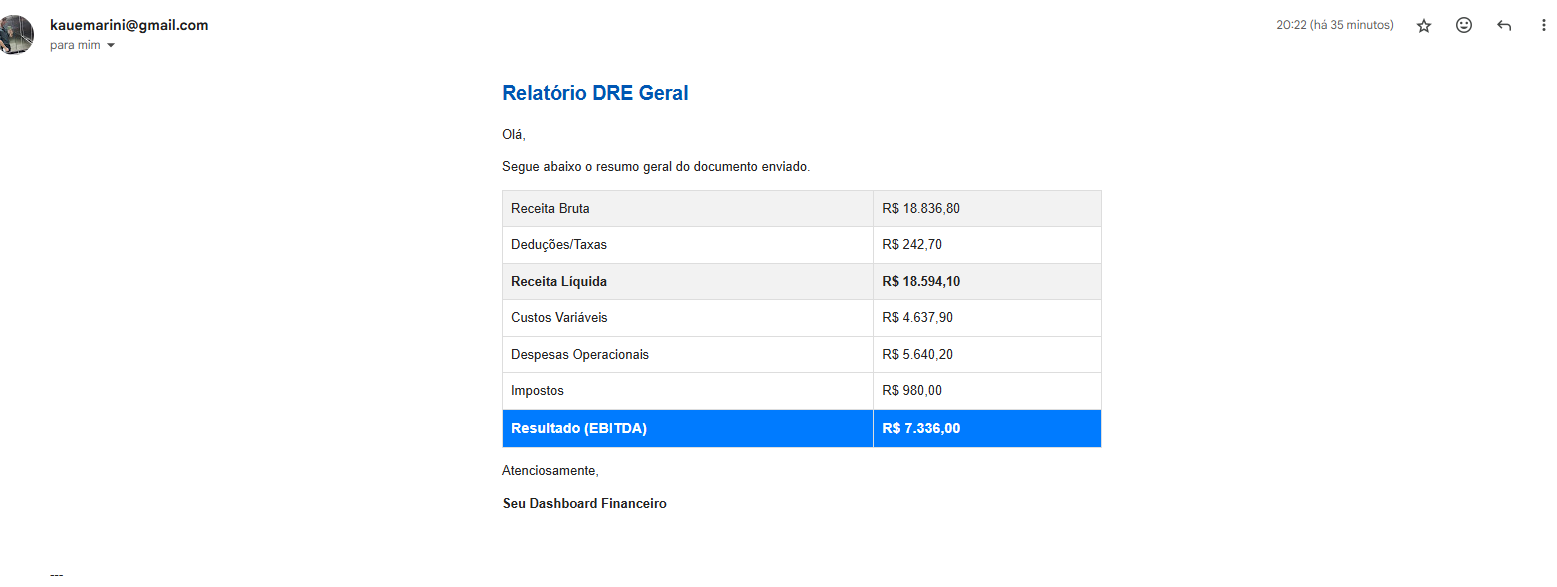 kauemarini@gmail.com
20:22 (há 35 minutos)
para mim
Relatório DRE Geral
Olá,
Segue abaixo o resumo geral do documento enviado.
Receita Bruta R$ 18.836,80
Deduções/Taxas R$ 242,70
Receita Líquida R$ 18.594,10
Custos Variáveis R$ 4.637,90
Despesas Operacionais R$ 5.640,20
Impostos R$ 980,00
Resultado (EBITDA) R$ 7.336,00
Atenciosamente,
Seu Dashboard Financeiro
---